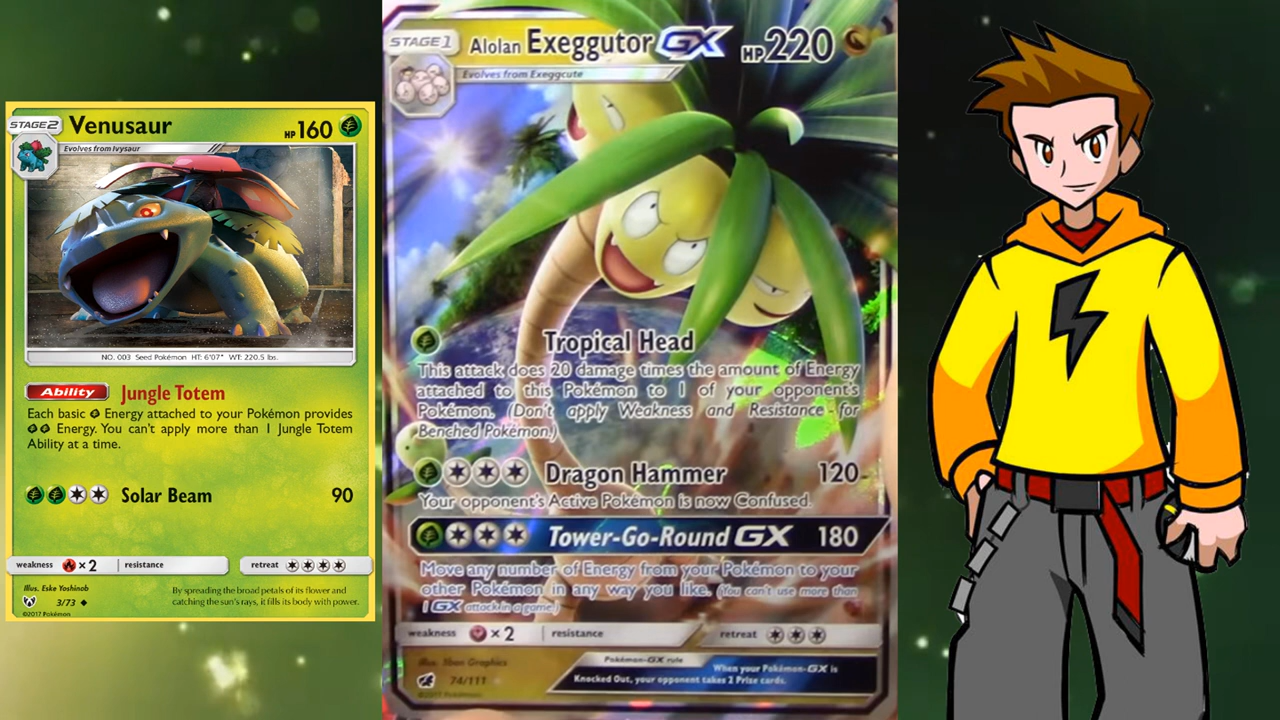 STAGE2 Venusaur HP160
Evolves from Ivysaur
NO. 003 Seed Pokémon HT: 6'07" WT: 220.5 lbs.
Ability Jungle Totem
Each basic Energy attached to your Pokémon provides
Energy. You can't apply more than 1 Jungle Totem
Ability at a time.
Solar Beam 90
weakness ×2 resistance retreat
Illus. Eske Yoshinob
3/73
©2017 Pokémon
By spreading the broad petals of its flower and
catching the sun's rays, it fills its body with power.
STAGE1 Alolan Exeggutor GX HP220
Evolves from Exeggcute
Tropical Head
This attack does 20 damage times the amount of Energy
attached to this Pokémon to 1 of your opponent's
Pokémon. (Don't apply Weakness and Resistance for
Benched Pokémon.)
Dragon Hammer 120
Your opponent's Active Pokémon is now Confused.
Tower-Go-Round GX 180
Move any number of Energy from your Pokémon to your
other Pokémon in any way you like. (You can't use more than
1 GX attack in a game.)
weakness ×2 resistance retreat
Illus. 5ban Graphics
74/111
©2017 Pokémon
Pokémon-GX rule
When your Pokémon-GX is
Knocked Out, your opponent takes 2 Prize cards.